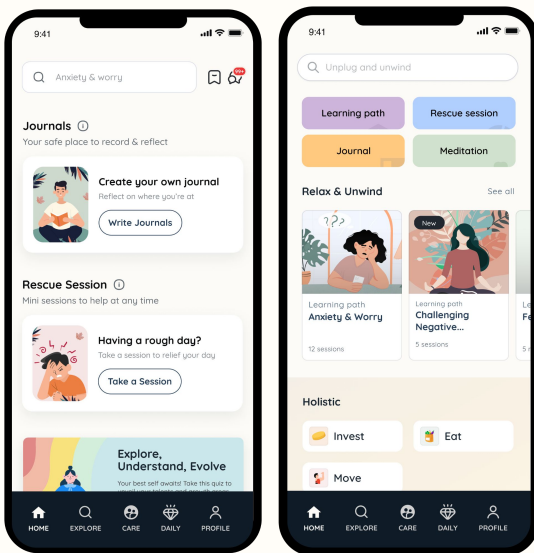 9:41
Anxiety & worry
99+
Journals
Your safe place to record & reflect
Create your own journal
Reflect on where you're at
Write Journals
Rescue Session
Mini sessions to help at any time
Having a rough day?
Take a session to relief your day
Take a Session
Explore,
Understand, Evolve
Your best self awaits! Take this quiz to
HOME
EXPLORE
CARE
DAILY
PROFILE
9:41
Unplug and unwind
Learning path
Rescue session
Journal
Meditation
Relax & Unwind
See all
???
Learning path
Anxiety & Worry
12 sessions
New
Learning path
Challenging
Negative...
5 sessions
Le
Fe
5
Holistic
Invest
Eat
Move
HOME
EXPLORE
CARE
DAILY
PROFILE